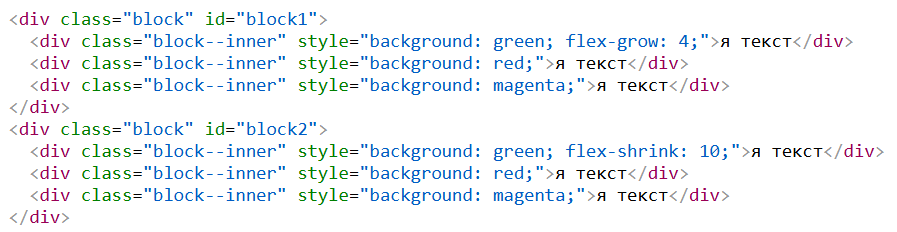 <div class="block" id="block1">
  <div class="block--inner" style="background: green; flex-grow: 4;">я текст</div>
  <div class="block--inner" style="background: red;">я текст</div>
  <div class="block--inner" style="background: magenta;">я текст</div>
</div>
<div class="block" id="block2">
  <div class="block--inner" style="background: green; flex-shrink: 10;">я текст</div>
  <div class="block--inner" style="background: red;">я текст</div>
  <div class="block--inner" style="background: magenta;">я текст</div>
</div>